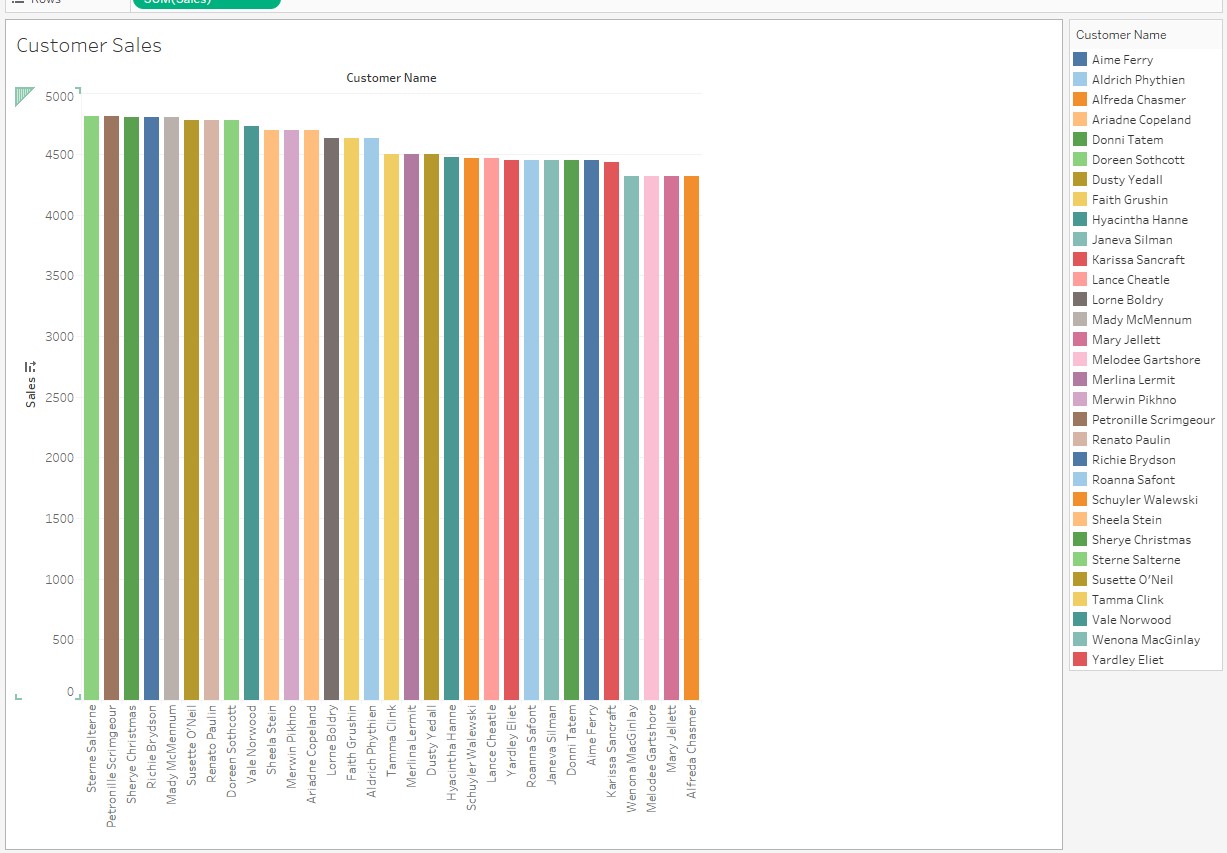 Rows
SUM(Sales)
Customer Sales
Customer Name
5000
4500
4000
3500
3000
2500
2000
1500
1000
500
0
Sales
Sterne Salterne
Petronille Scrimgeour
Sherye Christmas
Richie Brydson
Mady McMennum
Susette O'Neil
Renato Paulin
Doreen Sothcott
Vale Norwood
Sheela Stein
Merwin Pikhno
Ariadne Copeland
Lorne Boldry
Faith Grushin
Aldrich Phythien
Tamma Clink
Merlina Lermit
Dusty Yedall
Hyacintha Hanne
Schuyler Walewski
Lance Cheatle
Yardley Eliet
Roanna Safont
Janeva Silman
Donni Tatem
Aime Ferry
Karissa Sancraft
Wenona MacGinlay
Melodee Gartshore
Mary Jellett
Alfreda Chasmer
Customer Name
Aime Ferry
Aldrich Phythien
Alfreda Chasmer
Ariadne Copeland
Donni Tatem
Doreen Sothcott
Dusty Yedall
Faith Grushin
Hyacintha Hanne
Janeva Silman
Karissa Sancraft
Lance Cheatle
Lorne Boldry
Mady McMennum
Mary Jellett
Melodee Gartshore
Merlina Lermit
Merwin Pikhno
Petronille Scrimgeour
Renato Paulin
Richie Brydson
Roanna Safont
Schuyler Walewski
Sheela Stein
Sherye Christmas
Sterne Salterne
Susette O'Neil
Tamma Clink
Vale Norwood
Wenona MacGinlay
Yardley Eliet